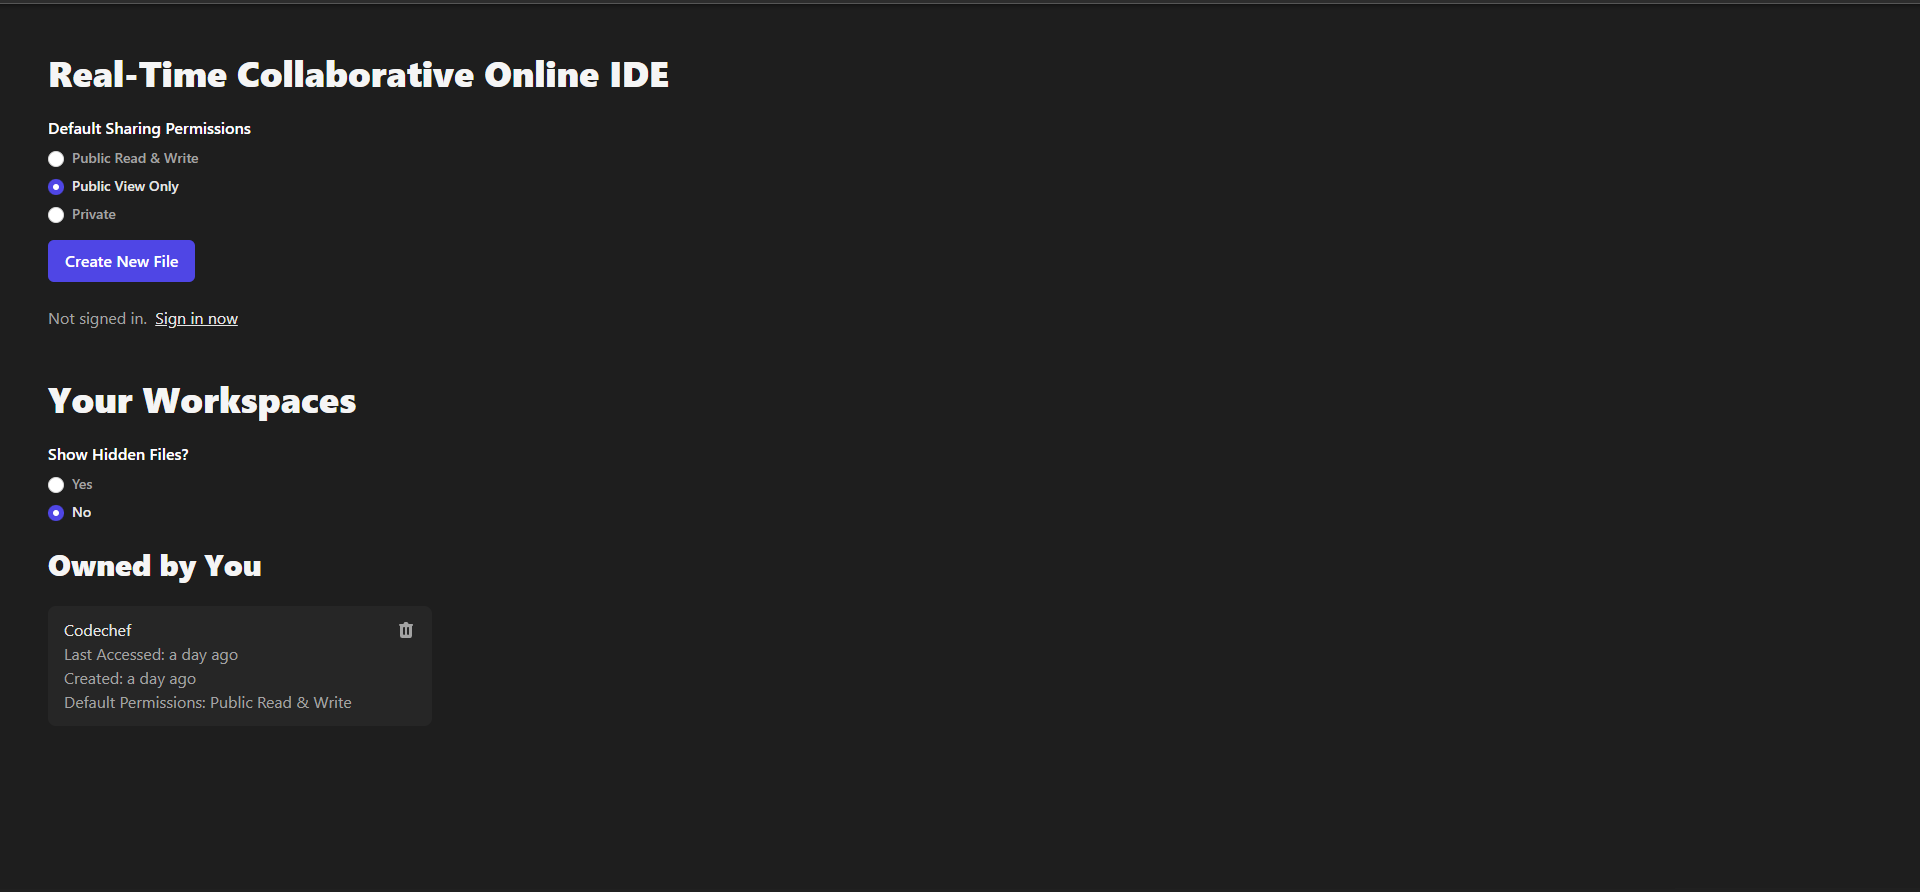 Real-Time Collaborative Online IDE
Default Sharing Permissions
Public Read & Write
Public View Only
Private
Create New File
Not signed in. Sign in now
Your Workspaces
Show Hidden Files?
Yes
No
Owned by You
Codechef
Last Accessed: a day ago
Created: a day ago
Default Permissions: Public Read & Write